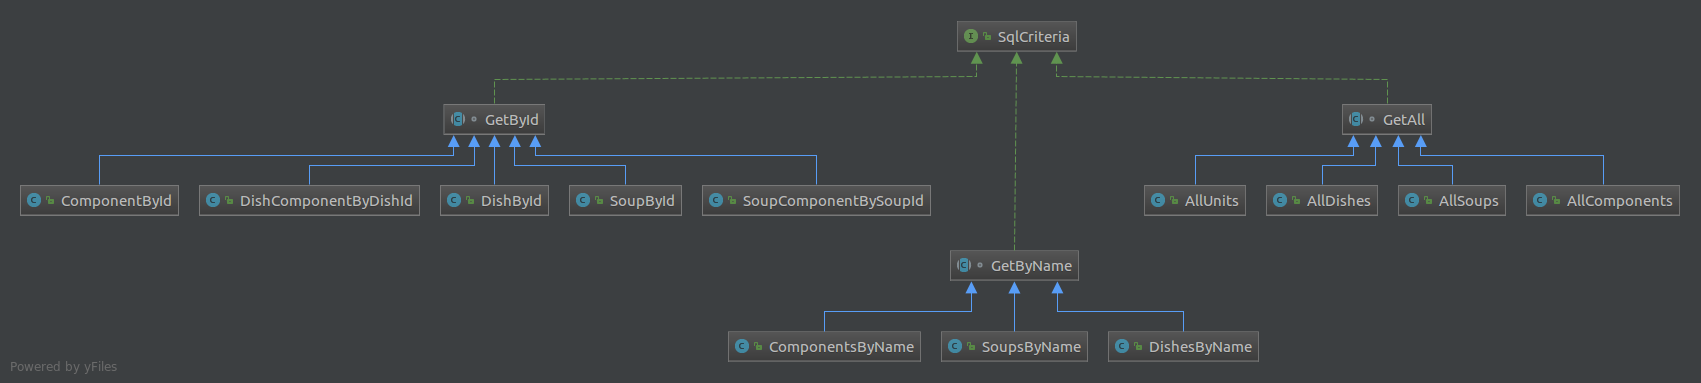 SqlCriteria
GetById
GetAll
ComponentById
DishComponentByDishId
DishById
SoupById
SoupComponentBySoupId
AllUnits
AllDishes
AllSoups
AllComponents
GetByName
ComponentsByName
SoupsByName
DishesByName
Powered by yFiles